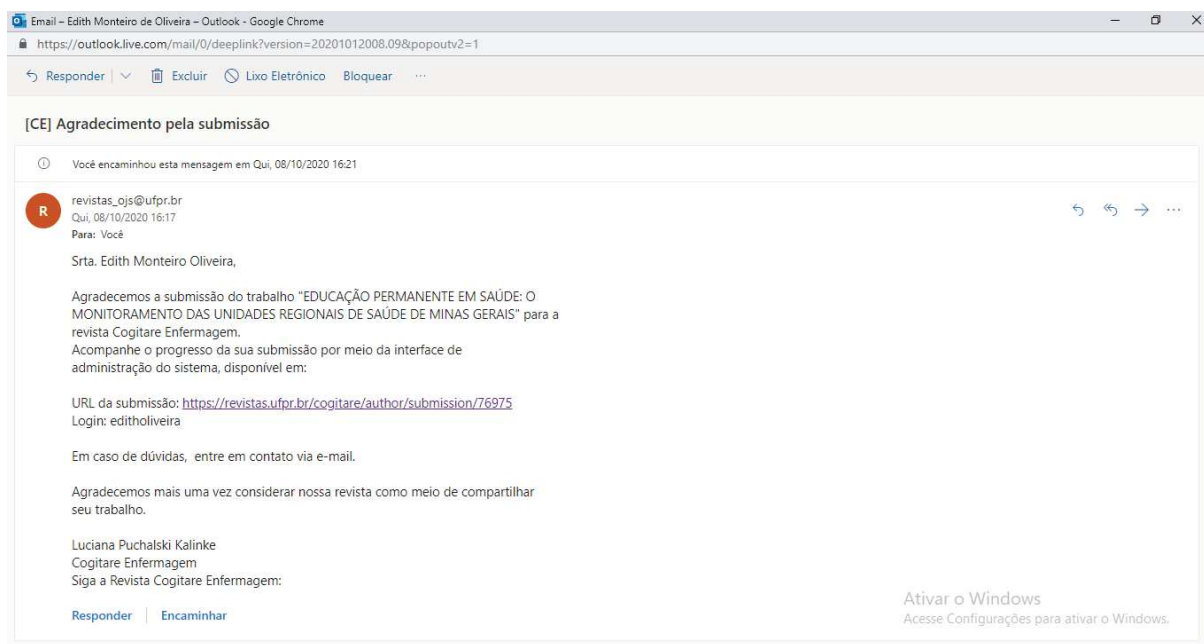 Email – Edith Monteiro de Oliveira – Outlook - Google Chrome
https://outlook.live.com/mail/0/deeplink?version=20201012008.09&popoutv2=1
Responder Excluir Lixo Eletrônico Bloquear ...
[CE] Agradecimento pela submissão
Você encaminhou esta mensagem em Qui, 08/10/2020 16:21
R
revistas_ojs@ufpr.br
Qui, 08/10/2020 16:17
Para: Você
Srta. Edith Monteiro Oliveira,
Agradecemos a submissão do trabalho "EDUCAÇÃO PERMANENTE EM SAÚDE: O
MONITORAMENTO DAS UNIDADES REGIONAIS DE SAÚDE DE MINAS GERAIS" para a
revista Cogitare Enfermagem.
Acompanhe o progresso da sua submissão por meio da interface de
administração do sistema, disponível em:
URL da submissão: https://revistas.ufpr.br/cogitare/author/submission/76975
Login: editholiveira
Em caso de dúvidas, entre em contato via e-mail.
Agradecemos mais uma vez considerar nossa revista como meio de compartilhar
seu trabalho.
Luciana Puchalski Kalinke
Cogitare Enfermagem
Siga a Revista Cogitare Enfermagem:
Responder Encaminhar
Ativar o Windows
Acesse Configurações para ativar o Windows.